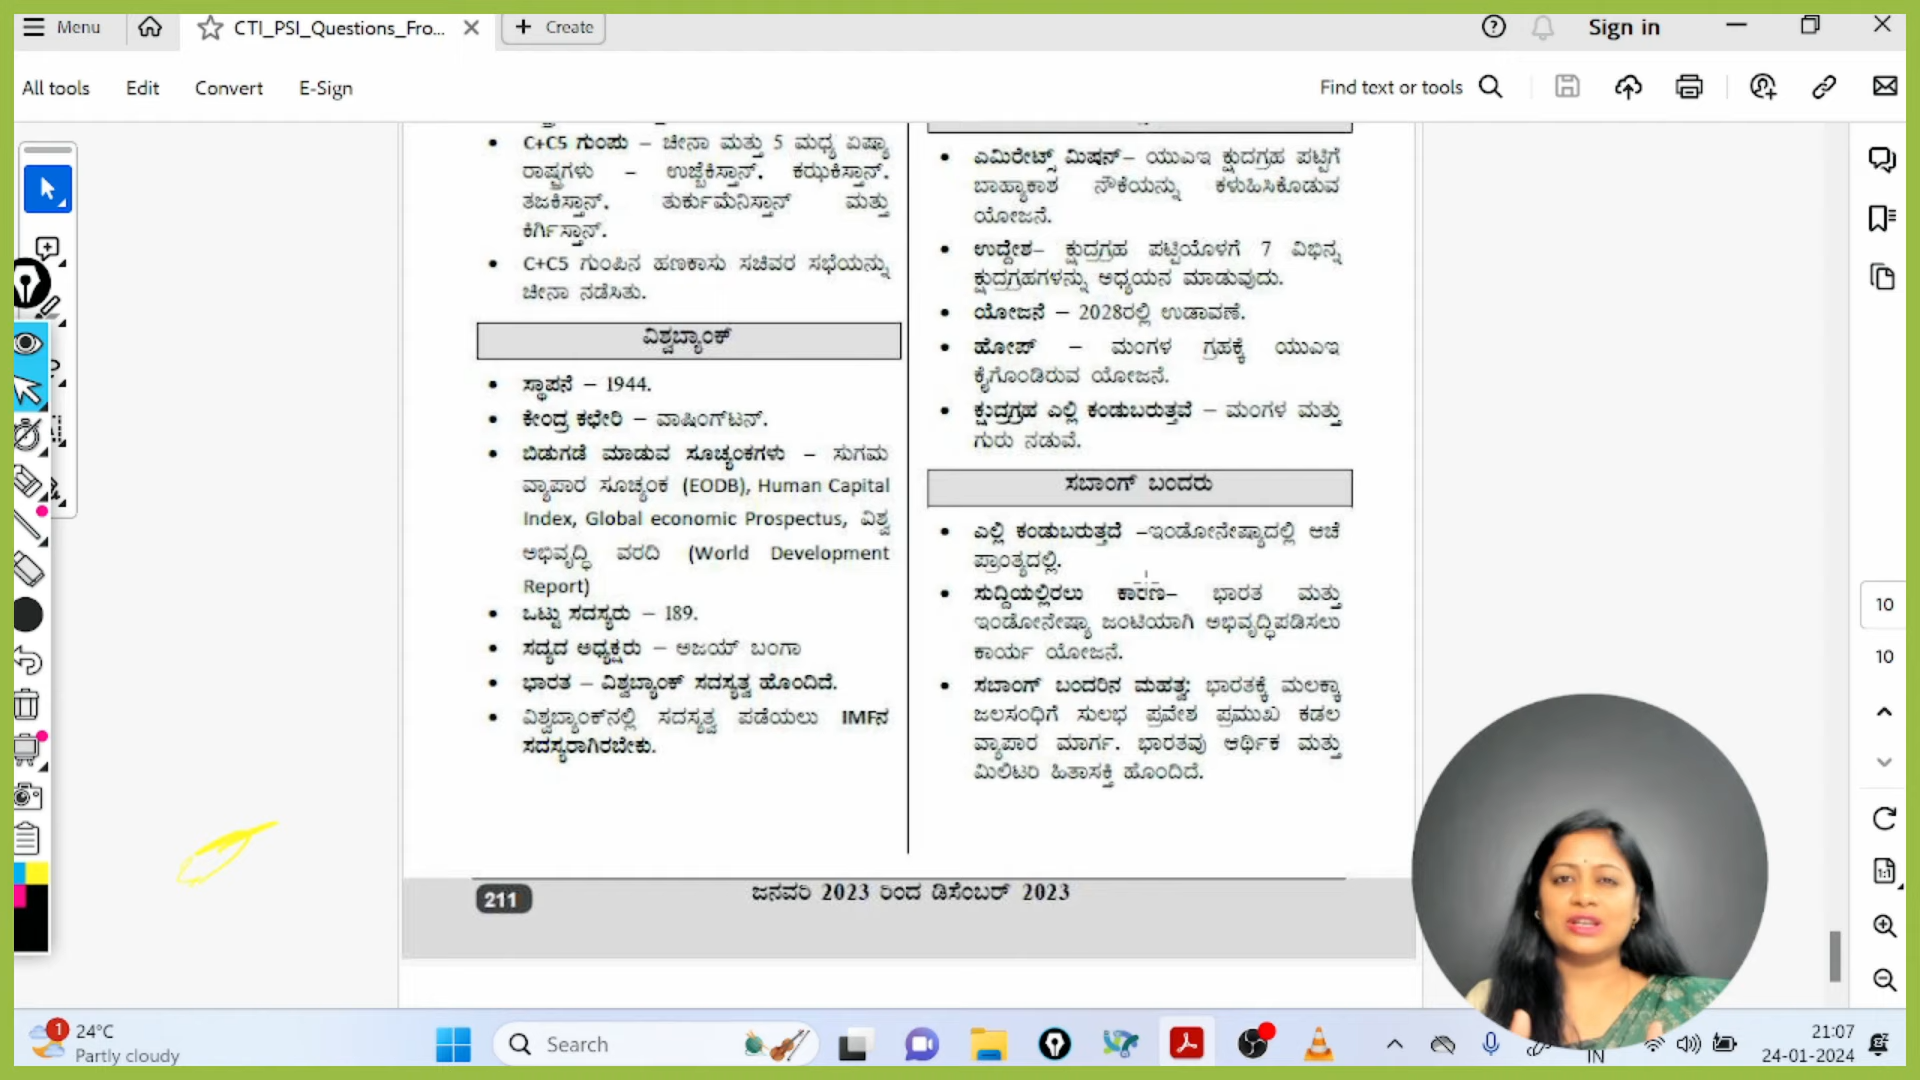 Menu
CTI_PSI_Questions_Fro...
Create
Sign in
All tools
Edit
Convert
E-Sign
Find text or tools
• C+C5 ಗುಂಪು – ಚೀನಾ ಮತ್ತು 5 ಮಧ್ಯ ಏಷ್ಯಾ
ರಾಷ್ಟ್ರಗಳು – ಉಜ್ಬೆಕಿಸ್ತಾನ್. ಕಝಕಿಸ್ತಾನ್.
ತಜಕಿಸ್ತಾನ್. ತುರ್ಕುಮೆನಿಸ್ತಾನ್ ಮತ್ತು
ಕಿರ್ಗಿಸ್ತಾನ್.
• C+C5 ಗುಂಪಿನ ಹಣಕಾಸು ಸಚಿವರ ಸಭೆಯನ್ನು
ಚೀನಾ ನಡೆಸಿತು.
ವಿಶ್ವಬ್ಯಾಂಕ್
• ಸ್ಥಾಪನೆ – 1944.
• ಕೇಂದ್ರ ಕಛೇರಿ – ವಾಷಿಂಗ್‌ಟನ್.
• ಬಿಡುಗಡೆ ಮಾಡುವ ಸೂಚ್ಯಂಕಗಳು – ಸುಗಮ
ವ್ಯಾಪಾರ ಸೂಚ್ಯಂಕ (EODB), Human Capital
Index, Global economic Prospectus, ವಿಶ್ವ
ಅಭಿವೃದ್ಧಿ ವರದಿ (World Development
Report)
• ಒಟ್ಟು ಸದಸ್ಯರು – 189.
• ಸದ್ಯದ ಅಧ್ಯಕ್ಷರು – ಅಜಯ್ ಬಂಗಾ
• ಭಾರತ – ವಿಶ್ವಬ್ಯಾಂಕ್ ಸದಸ್ಯತ್ವ ಹೊಂದಿದೆ.
• ವಿಶ್ವಬ್ಯಾಂಕ್‌ನಲ್ಲಿ ಸದಸ್ಯತ್ವ ಪಡೆಯಲು IMFನ
ಸದಸ್ಯರಾಗಿರಬೇಕು.
• ಎಮಿರೇಟ್ಸ್ ಮಿಷನ್– ಯುಎಇ ಕ್ಷುದ್ರಗ್ರಹ ಪಟ್ಟಿಗೆ
ಬಾಹ್ಯಾಕಾಶ ನೌಕೆಯನ್ನು ಕಳುಹಿಸಿಕೊಡುವ
ಯೋಜನೆ.
• ಉದ್ದೇಶ– ಕ್ಷುದ್ರಗ್ರಹ ಪಟ್ಟಿಯೊಳಗೆ 7 ವಿಭಿನ್ನ
ಕ್ಷುದ್ರಗ್ರಹಗಳನ್ನು ಅಧ್ಯಯನ ಮಾಡುವುದು.
• ಯೋಜನೆ – 2028ರಲ್ಲಿ ಉಡಾವಣೆ.
• ಹೋಪ್ – ಮಂಗಳ ಗ್ರಹಕ್ಕೆ ಯುಎಇ
ಕೈಗೊಂಡಿರುವ ಯೋಜನೆ.
• ಕ್ಷುದ್ರಗ್ರಹ ಎಲ್ಲಿ ಕಂಡುಬರುತ್ತವೆ – ಮಂಗಳ ಮತ್ತು
ಗುರು ನಡುವೆ.
ಸಬಾಂಗ್ ಬಂದರು
• ಎಲ್ಲಿ ಕಂಡುಬರುತ್ತದೆ –ಇಂಡೋನೇಷ್ಯಾದಲ್ಲಿ ಆಚೆ
ಪ್ರಾಂತ್ಯದಲ್ಲಿ.
• ಸುದ್ದಿಯಲ್ಲಿರಲು ಕಾರಣ– ಭಾರತ ಮತ್ತು
ಇಂಡೋನೇಷ್ಯಾ ಜಂಟಿಯಾಗಿ ಅಭಿವೃದ್ಧಿಪಡಿಸಲು
ಕಾರ್ಯ ಯೋಜನೆ.
• ಸಬಾಂಗ್ ಬಂದರಿನ ಮಹತ್ವ: ಭಾರತಕ್ಕೆ ಮಲಕ್ಕಾ
ಜಲಸಂಧಿಗೆ ಸುಲಭ ಪ್ರವೇಶ ಪ್ರಮುಖ ಕಡಲ
ವ್ಯಾಪಾರ ಮಾರ್ಗ. ಭಾರತವು ಆರ್ಥಿಕ ಮತ್ತು
ಮಿಲಿಟರಿ ಹಿತಾಸಕ್ತಿ ಹೊಂದಿದೆ.
10
10
211
ಜನವರಿ 2023 ರಿಂದ ಡಿಸೆಂಬರ್ 2023
1
24°C
Partly cloudy
Search
IN
21:07
24-01-2024